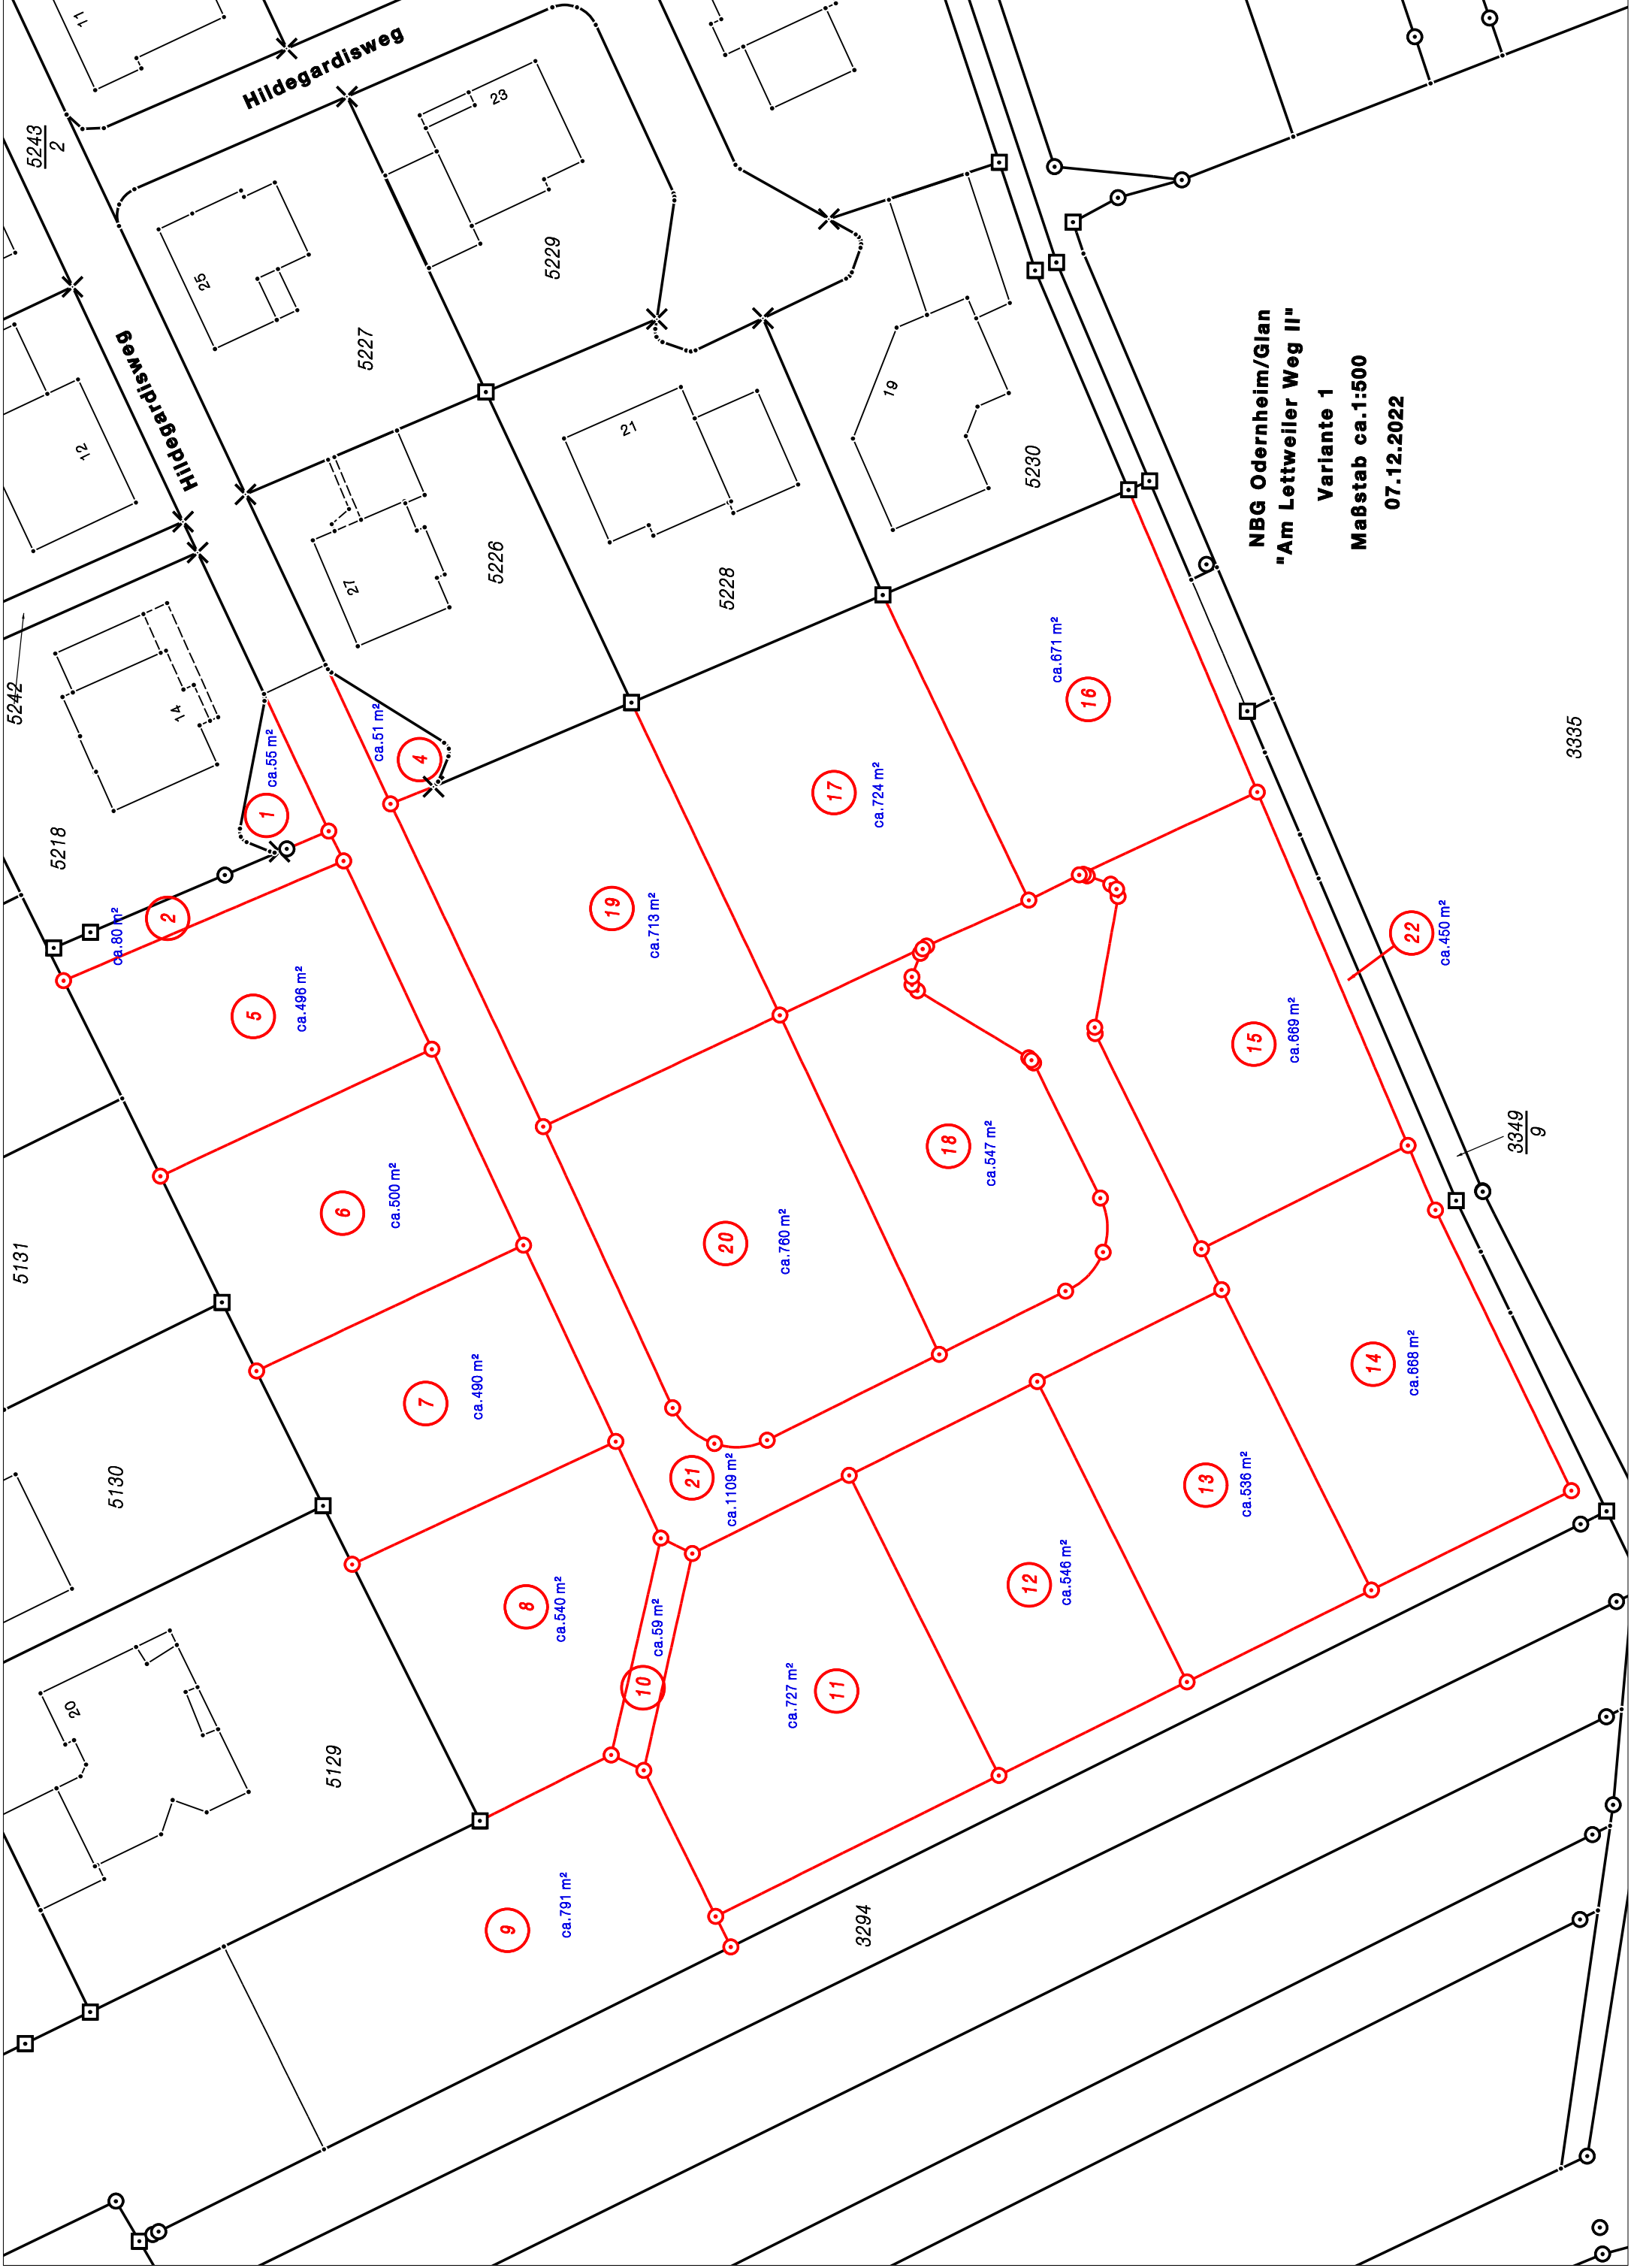 NBG Odernheim/Glan
"Am Lettweiler Weg II"
Variante 1
Maßstab ca.1:500
07.12.2022
Hildegardisweg
Hildegardisweg
11
5243
2
23
25
5229
5227
12
21
19
5230
27
5226
5228
5242
14
5218
1
ca.55 m²
ca.51 m²
4
2
ca.80 m²
5
ca.496 m²
6
ca.500 m²
7
ca.490 m²
8
ca.540 m²
9
ca.791 m²
10
ca.59 m²
11
ca.727 m²
12
ca.546 m²
13
ca.536 m²
14
ca.668 m²
15
ca.669 m²
16
ca.671 m²
17
ca.724 m²
18
ca.547 m²
19
ca.713 m²
20
ca.760 m²
21
ca.1109 m²
22
ca.450 m²
3335
3349
9
5131
5130
20
5129
3294